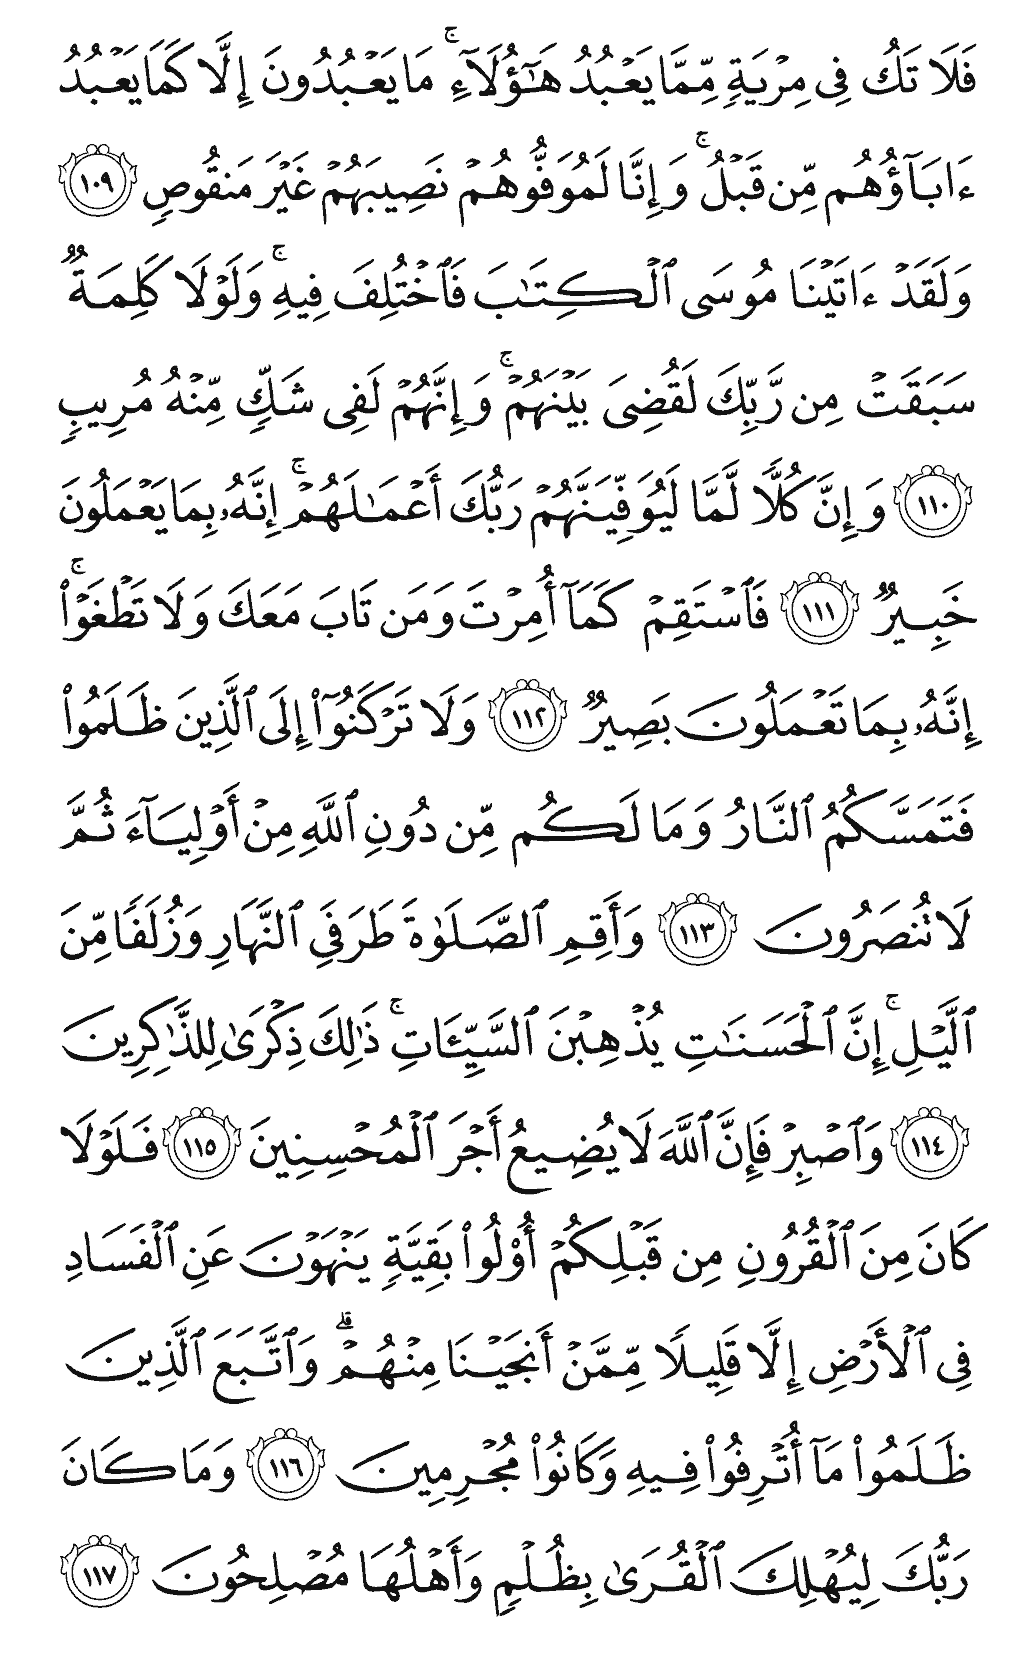 فَلَا تَكُ فِى مِرْيَةٍ مِّمَّا يَعْبُدُ هَٰٓؤُلَآءِ ۚ مَا يَعْبُدُونَ إِلَّا كَمَا يَعْبُدُ
ءَابَآؤُهُم مِّن قَبْلُ ۚ وَإِنَّا لَمُوَفُّوهُمْ نَصِيبَهُمْ غَيْرَ مَنقُوصٍ ١٠٩
وَلَقَدْ ءَاتَيْنَا مُوسَى ٱلْكِتَٰبَ فَٱخْتُلِفَ فِيهِ ۚ وَلَوْلَا كَلِمَةٌ
سَبَقَتْ مِن رَّبِّكَ لَقُضِىَ بَيْنَهُمْ ۚ وَإِنَّهُمْ لَفِى شَكٍّ مِّنْهُ مُرِيبٍ
١١٠ وَإِنَّ كُلًّا لَّمَّا لَيُوَفِّيَنَّهُمْ رَبُّكَ أَعْمَٰلَهُمْ ۚ إِنَّهُۥ بِمَا يَعْمَلُونَ
خَبِيرٌ ١١١ فَٱسْتَقِمْ كَمَآ أُمِرْتَ وَمَن تَابَ مَعَكَ وَلَا تَطْغَوْا۟ ۚ
إِنَّهُۥ بِمَا تَعْمَلُونَ بَصِيرٌ ١١٢ وَلَا تَرْكَنُوٓا۟ إِلَى ٱلَّذِينَ ظَلَمُوا۟
فَتَمَسَّكُمُ ٱلنَّارُ وَمَا لَكُم مِّن دُونِ ٱللَّهِ مِنْ أَوْلِيَآءَ ثُمَّ
لَا تُنصَرُونَ ١١٣ وَأَقِمِ ٱلصَّلَوٰةَ طَرَفَىِ ٱلنَّهَارِ وَزُلَفًا مِّنَ
ٱلَّيْلِ ۚ إِنَّ ٱلْحَسَنَٰتِ يُذْهِبْنَ ٱلسَّيِّـَٔاتِ ۚ ذَٰلِكَ ذِكْرَىٰ لِلذَّٰكِرِينَ
١١٤ وَٱصْبِرْ فَإِنَّ ٱللَّهَ لَا يُضِيعُ أَجْرَ ٱلْمُحْسِنِينَ ١١٥ فَلَوْلَا
كَانَ مِنَ ٱلْقُرُونِ مِن قَبْلِكُمْ أُو۟لُوا۟ بَقِيَّةٍ يَنْهَوْنَ عَنِ ٱلْفَسَادِ
فِى ٱلْأَرْضِ إِلَّا قَلِيلًا مِّمَّنْ أَنجَيْنَا مِنْهُمْ ۗ وَٱتَّبَعَ ٱلَّذِينَ
ظَلَمُوا۟ مَآ أُتْرِفُوا۟ فِيهِ وَكَانُوا۟ مُجْرِمِينَ ١١٦ وَمَا كَانَ
رَبُّكَ لِيُهْلِكَ ٱلْقُرَىٰ بِظُلْمٍ وَأَهْلُهَا مُصْلِحُونَ ١١٧